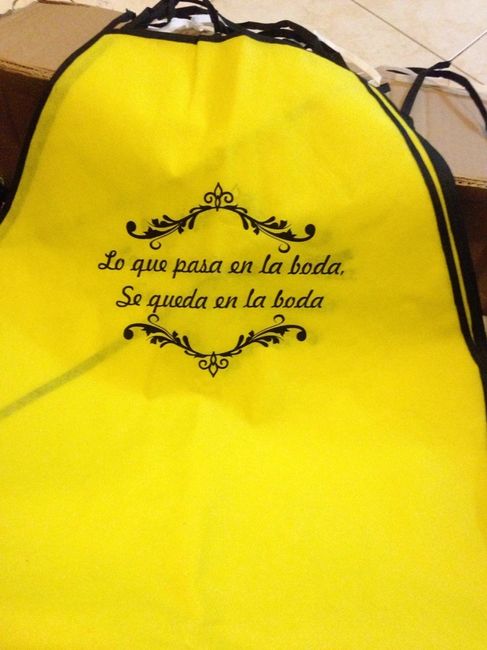 Lo que pasa en la boda,
Se queda en la boda